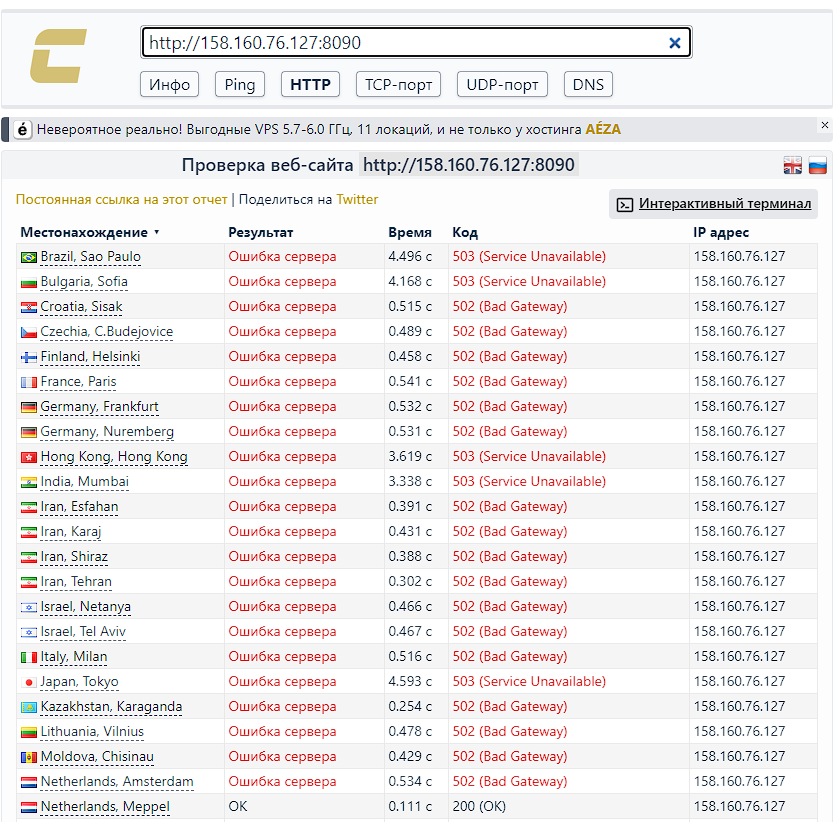 http://158.160.76.127:8090
Инфо Ping HTTP TCP-порт UDP-порт DNS
é Невероятное реально! Выгодные VPS 5.7-6.0 ГГц, 11 локаций, и не только у хостинга AÉZA
Проверка веб-сайта http://158.160.76.127:8090
Постоянная ссылка на этот отчет | Поделиться на Twitter
Интерактивный терминал
Местонахождение Результат Время Код IP адрес
Brazil, Sao Paulo Ошибка сервера 4.496 с 503 (Service Unavailable) 158.160.76.127
Bulgaria, Sofia Ошибка сервера 4.168 с 503 (Service Unavailable) 158.160.76.127
Croatia, Sisak Ошибка сервера 0.515 с 502 (Bad Gateway) 158.160.76.127
Czechia, C.Budejovice Ошибка сервера 0.489 с 502 (Bad Gateway) 158.160.76.127
Finland, Helsinki Ошибка сервера 0.458 с 502 (Bad Gateway) 158.160.76.127
France, Paris Ошибка сервера 0.541 с 502 (Bad Gateway) 158.160.76.127
Germany, Frankfurt Ошибка сервера 0.532 с 502 (Bad Gateway) 158.160.76.127
Germany, Nuremberg Ошибка сервера 0.531 с 502 (Bad Gateway) 158.160.76.127
Hong Kong, Hong Kong Ошибка сервера 3.619 с 503 (Service Unavailable) 158.160.76.127
India, Mumbai Ошибка сервера 3.338 с 503 (Service Unavailable) 158.160.76.127
Iran, Esfahan Ошибка сервера 0.391 с 502 (Bad Gateway) 158.160.76.127
Iran, Karaj Ошибка сервера 0.431 с 502 (Bad Gateway) 158.160.76.127
Iran, Shiraz Ошибка сервера 0.388 с 502 (Bad Gateway) 158.160.76.127
Iran, Tehran Ошибка сервера 0.302 с 502 (Bad Gateway) 158.160.76.127
Israel, Netanya Ошибка сервера 0.466 с 502 (Bad Gateway) 158.160.76.127
Israel, Tel Aviv Ошибка сервера 0.467 с 502 (Bad Gateway) 158.160.76.127
Italy, Milan Ошибка сервера 0.516 с 502 (Bad Gateway) 158.160.76.127
Japan, Tokyo Ошибка сервера 4.593 с 503 (Service Unavailable) 158.160.76.127
Kazakhstan, Karaganda Ошибка сервера 0.254 с 502 (Bad Gateway) 158.160.76.127
Lithuania, Vilnius Ошибка сервера 0.478 с 502 (Bad Gateway) 158.160.76.127
Moldova, Chisinau Ошибка сервера 0.429 с 502 (Bad Gateway) 158.160.76.127
Netherlands, Amsterdam Ошибка сервера 0.534 с 502 (Bad Gateway) 158.160.76.127
Netherlands, Meppel OK 0.111 с 200 (OK) 158.160.76.127